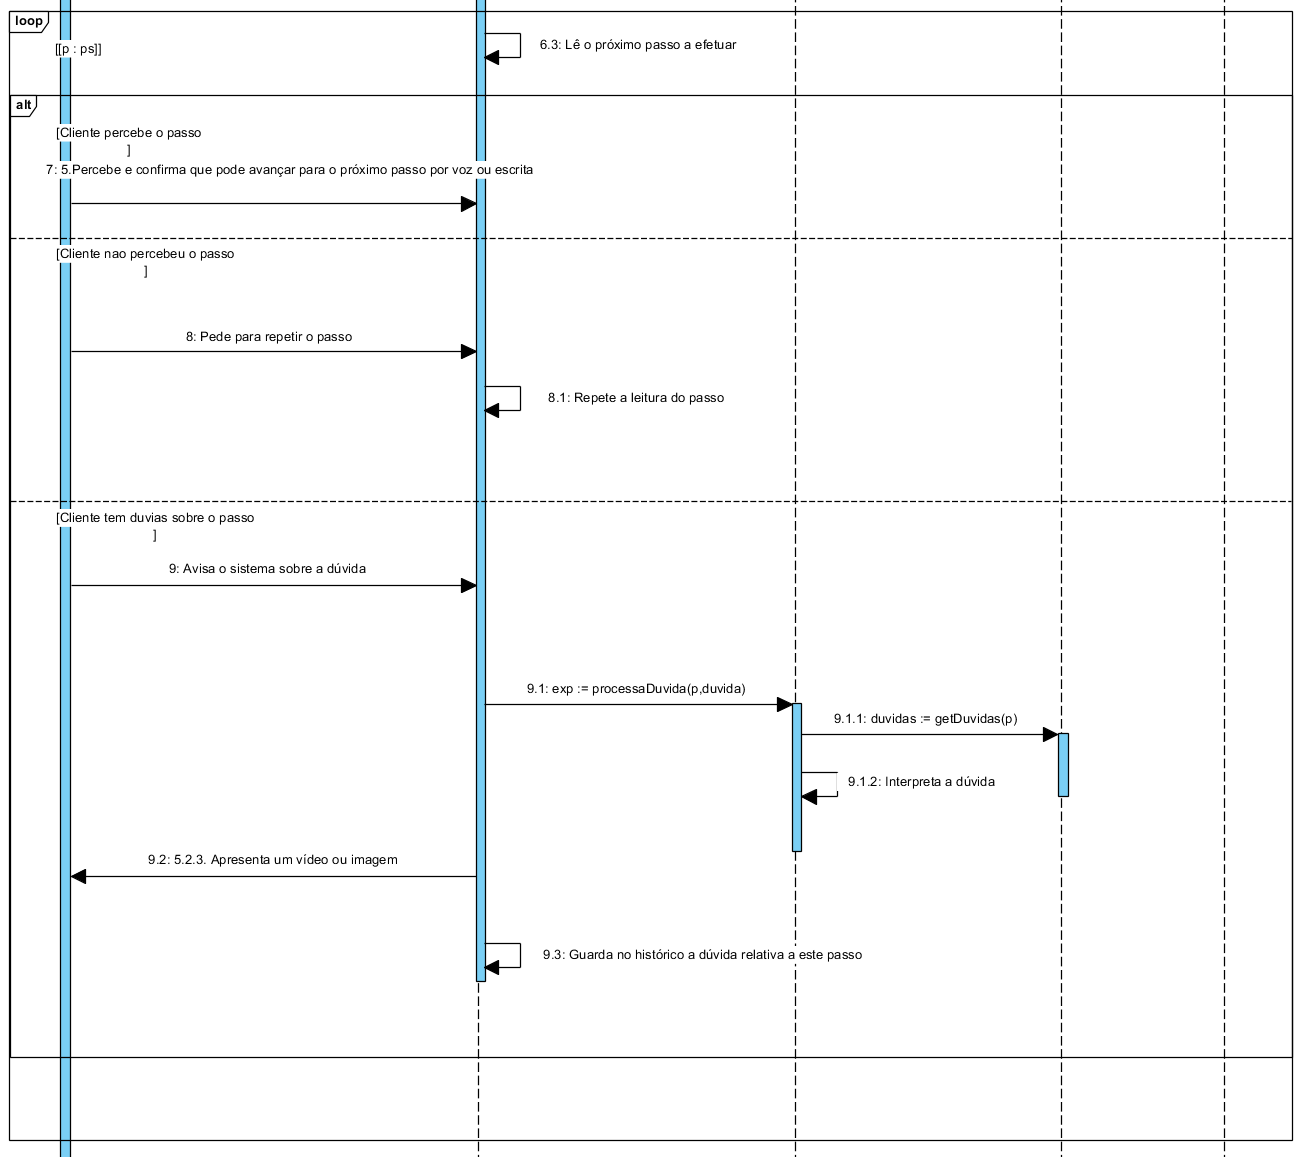 loop
[[p : ps]]
6.3: Lê o próximo passo a efetuar
alt
[Cliente percebe o passo
]
7: 5.Percebe e confirma que pode avançar para o próximo passo por voz ou escrita
[Cliente nao percebeu o passo
]
8: Pede para repetir o passo
8.1: Repete a leitura do passo
[Cliente tem duvias sobre o passo
]
9: Avisa o sistema sobre a dúvida
9.1: exp := processaDuvida(p,duvida)
9.1.1: duvidas := getDuvidas(p)
9.1.2: Interpreta a dúvida
9.2: 5.2.3. Apresenta um vídeo ou imagem
9.3: Guarda no histórico a dúvida relativa a este passo